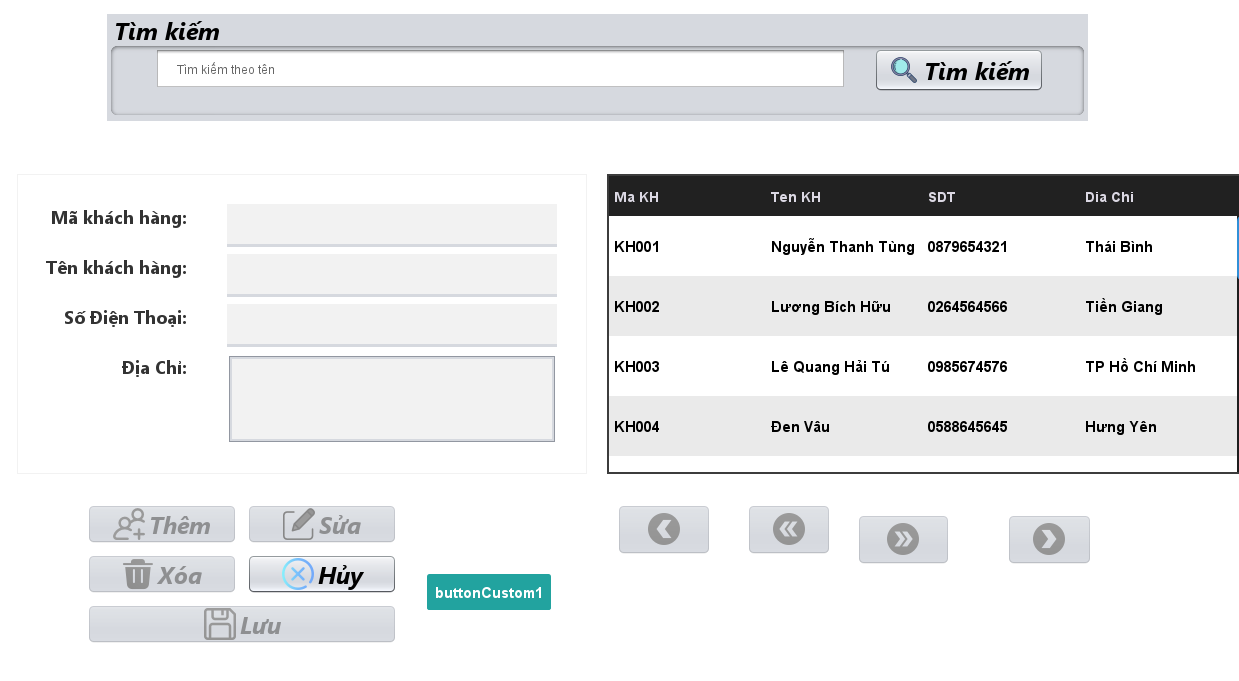 Tìm kiếm
Tìm kiếm theo tên
Tìm kiếm
Mã khách hàng:
Tên khách hàng:
Số Điện Thoại:
Địa Chỉ:
Ma KH Ten KH SDT Dia Chi
KH001 Nguyễn Thanh Tùng 0879654321 Thái Bình
KH002 Lương Bích Hữu 0264564566 Tiền Giang
KH003 Lê Quang Hải Tú 0985674576 TP Hồ Chí Minh
KH004 Đen Vâu 0588645645 Hưng Yên
Thêm
Sửa
Xóa
Hủy
buttonCustom1
Lưu